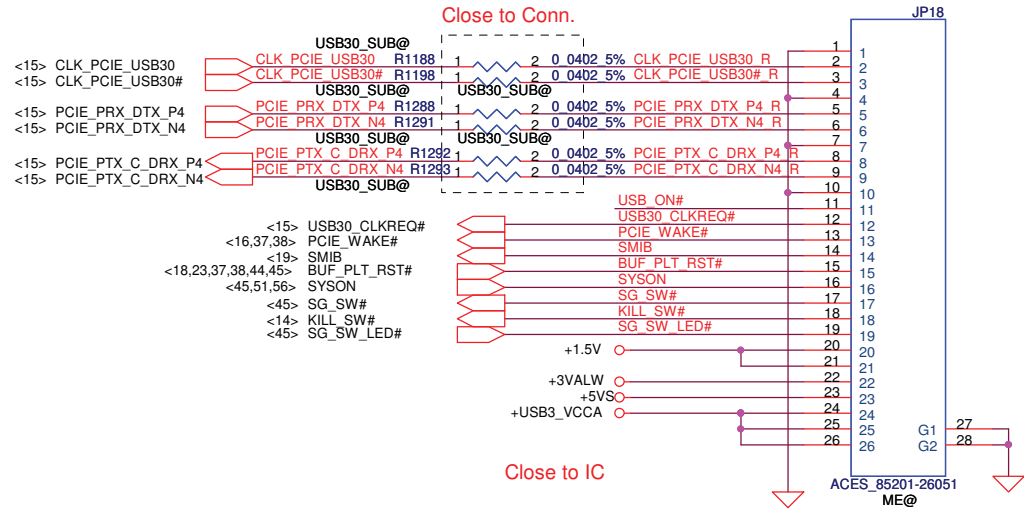 Close to Conn.
JP18
USB30_SUB@
<15> CLK_PCIE_USB30 CLK_PCIE_USB30 R1188 1 2 0_0402_5% CLK_PCIE_USB30_R
<15> CLK_PCIE_USB30# CLK_PCIE_USB30# R1198 1 2 0_0402_5% CLK_PCIE_USB30#_R
USB30_SUB@ USB30_SUB@
<15> PCIE_PRX_DTX_P4 PCIE_PRX_DTX_P4 R1288 1 2 0_0402_5% PCIE_PRX_DTX_P4_R
<15> PCIE_PRX_DTX_N4 PCIE_PRX_DTX_N4 R1291 1 2 0_0402_5% PCIE_PRX_DTX_N4_R
USB30_SUB@ USB30_SUB@
<15> PCIE_PTX_C_DRX_P4 PCIE_PTX_C_DRX_P4 R1292 1 2 0_0402_5% PCIE_PTX_C_DRX_P4_R
<15> PCIE_PTX_C_DRX_N4 PCIE_PTX_C_DRX_N4 R1293 1 2 0_0402_5% PCIE_PTX_C_DRX_N4_R
USB30_SUB@
USB_ON#
<15> USB30_CLKREQ# USB30_CLKREQ#
<16,37,38> PCIE_WAKE# PCIE_WAKE#
<19> SMIB SMIB
<18,23,37,38,44,45> BUF_PLT_RST# BUF_PLT_RST#
<45,51,56> SYSON SYSON
<45> SG_SW# SG_SW#
<14> KILL_SW# KILL_SW#
<45> SG_SW_LED# SG_SW_LED#
+1.5V
+3VALW
+5VS
+USB3_VCCA
1 1
2 2
3 3
4 4
5 5
6 6
7 7
8 8
9 9
10 10
11 11
12 12
13 13
14 14
15 15
16 16
17 17
18 18
19 19
20 20
21 21
22 22
23 23
24 24
25 25
26 26
G1 27
G2 28
Close to IC
ACES_85201-26051
ME@